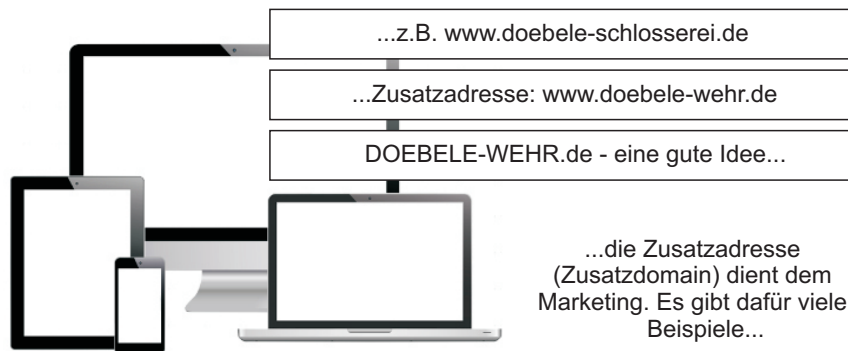 ...z.B. www.doebele-schlosserei.de
...Zusatzadresse: www.doebele-wehr.de
DOEBELE-WEHR.de - eine gute Idee...
...die Zusatzadresse
(Zusatzdomain) dient dem
Marketing. Es gibt dafür viele
Beispiele...